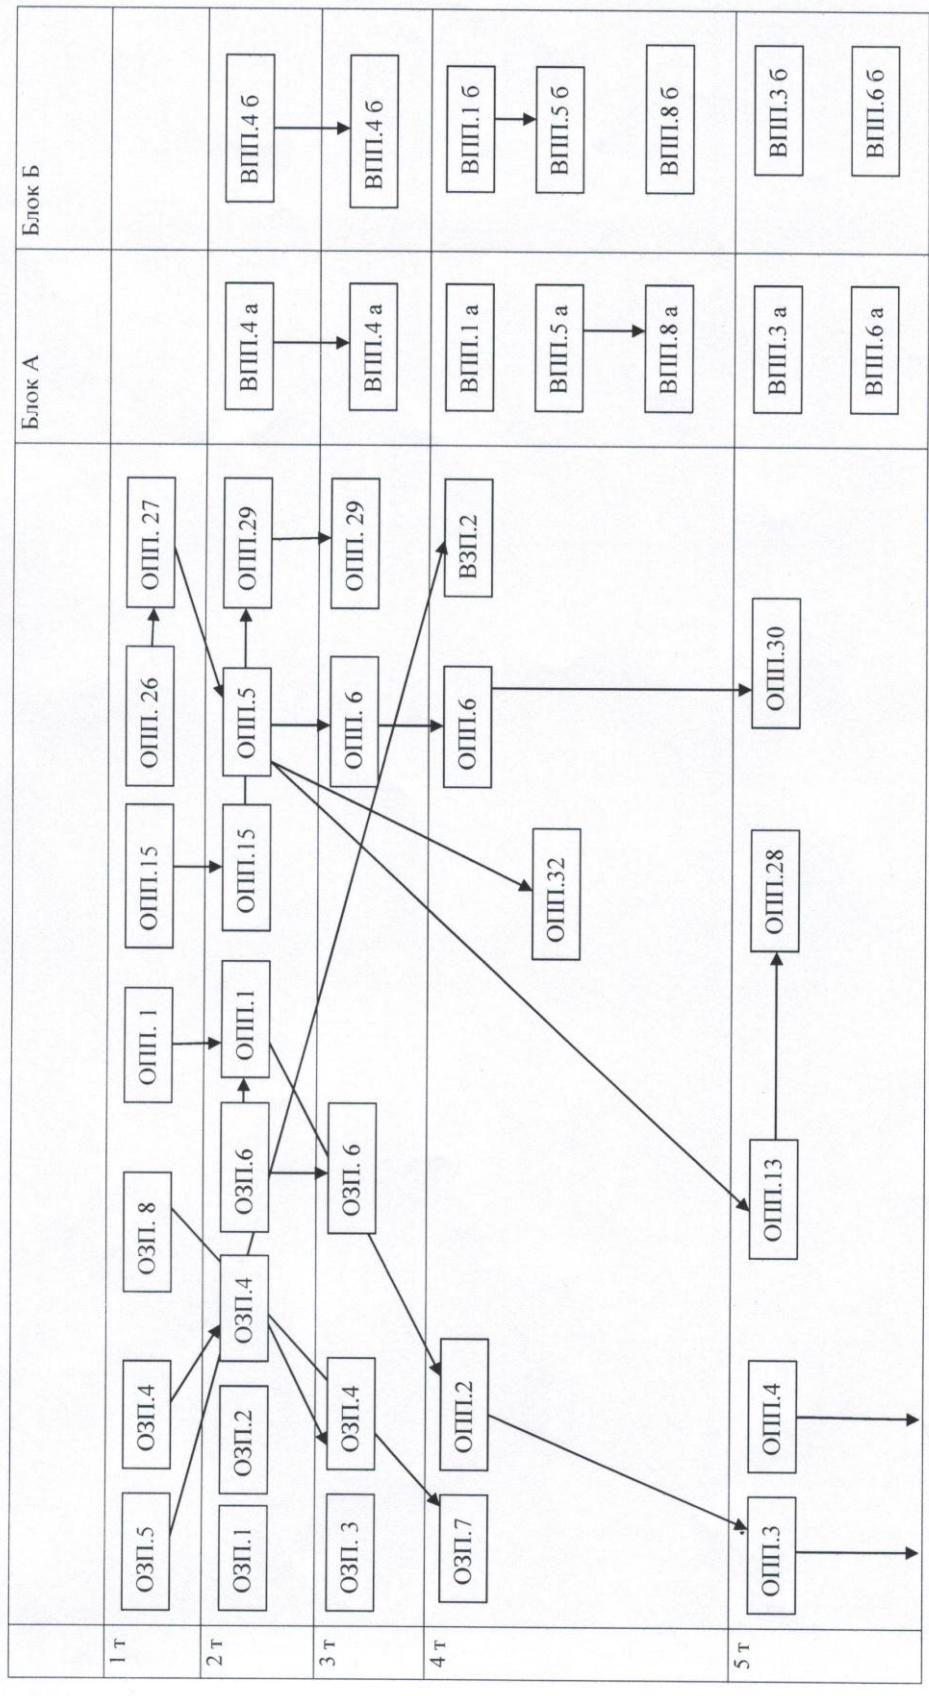 Блок А
Блок Б
1 т
ОЗП.5
ОЗП.4
ОЗП. 8
ОПП. 1
ОПП.15
ОПП. 26
ОПП. 27
2 т
ОЗП.1
ОЗП.2
ОЗП.4
ОЗП.6
ОПП.1
ОПП.15
ОПП.5
ОПП.29
ВПП.4 а
ВПП.4 б
3 т
ОЗП. 3
ОЗП.4
ОЗП. 6
ОПП. 6
ОПП. 29
ВПП.4 а
ВПП.4 б
4 т
ОЗП.7
ОПП.2
ОПП.6
ВЗП.2
ВПП.1 а
ВПП.1 б
ОПП.32
ВПП.5 а
ВПП.5 б
ВПП.8 а
ВПП.8 б
5 т
ОПП.3
ОПП.4
ОПП.13
ОПП.28
ОПП.30
ВПП.3 а
ВПП.3 б
ВПП.6 а
ВПП.6 б